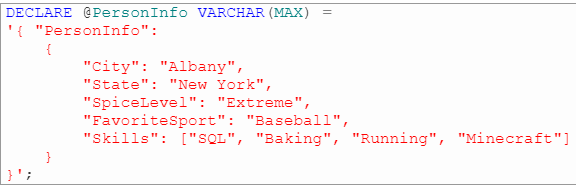 DECLARE @PersonInfo VARCHAR(MAX) =
'{ "PersonInfo":
    {
        "City": "Albany",
        "State": "New York",
        "SpiceLevel": "Extreme",
        "FavoriteSport": "Baseball",
        "Skills": ["SQL", "Baking", "Running", "Minecraft"]
    }
}';